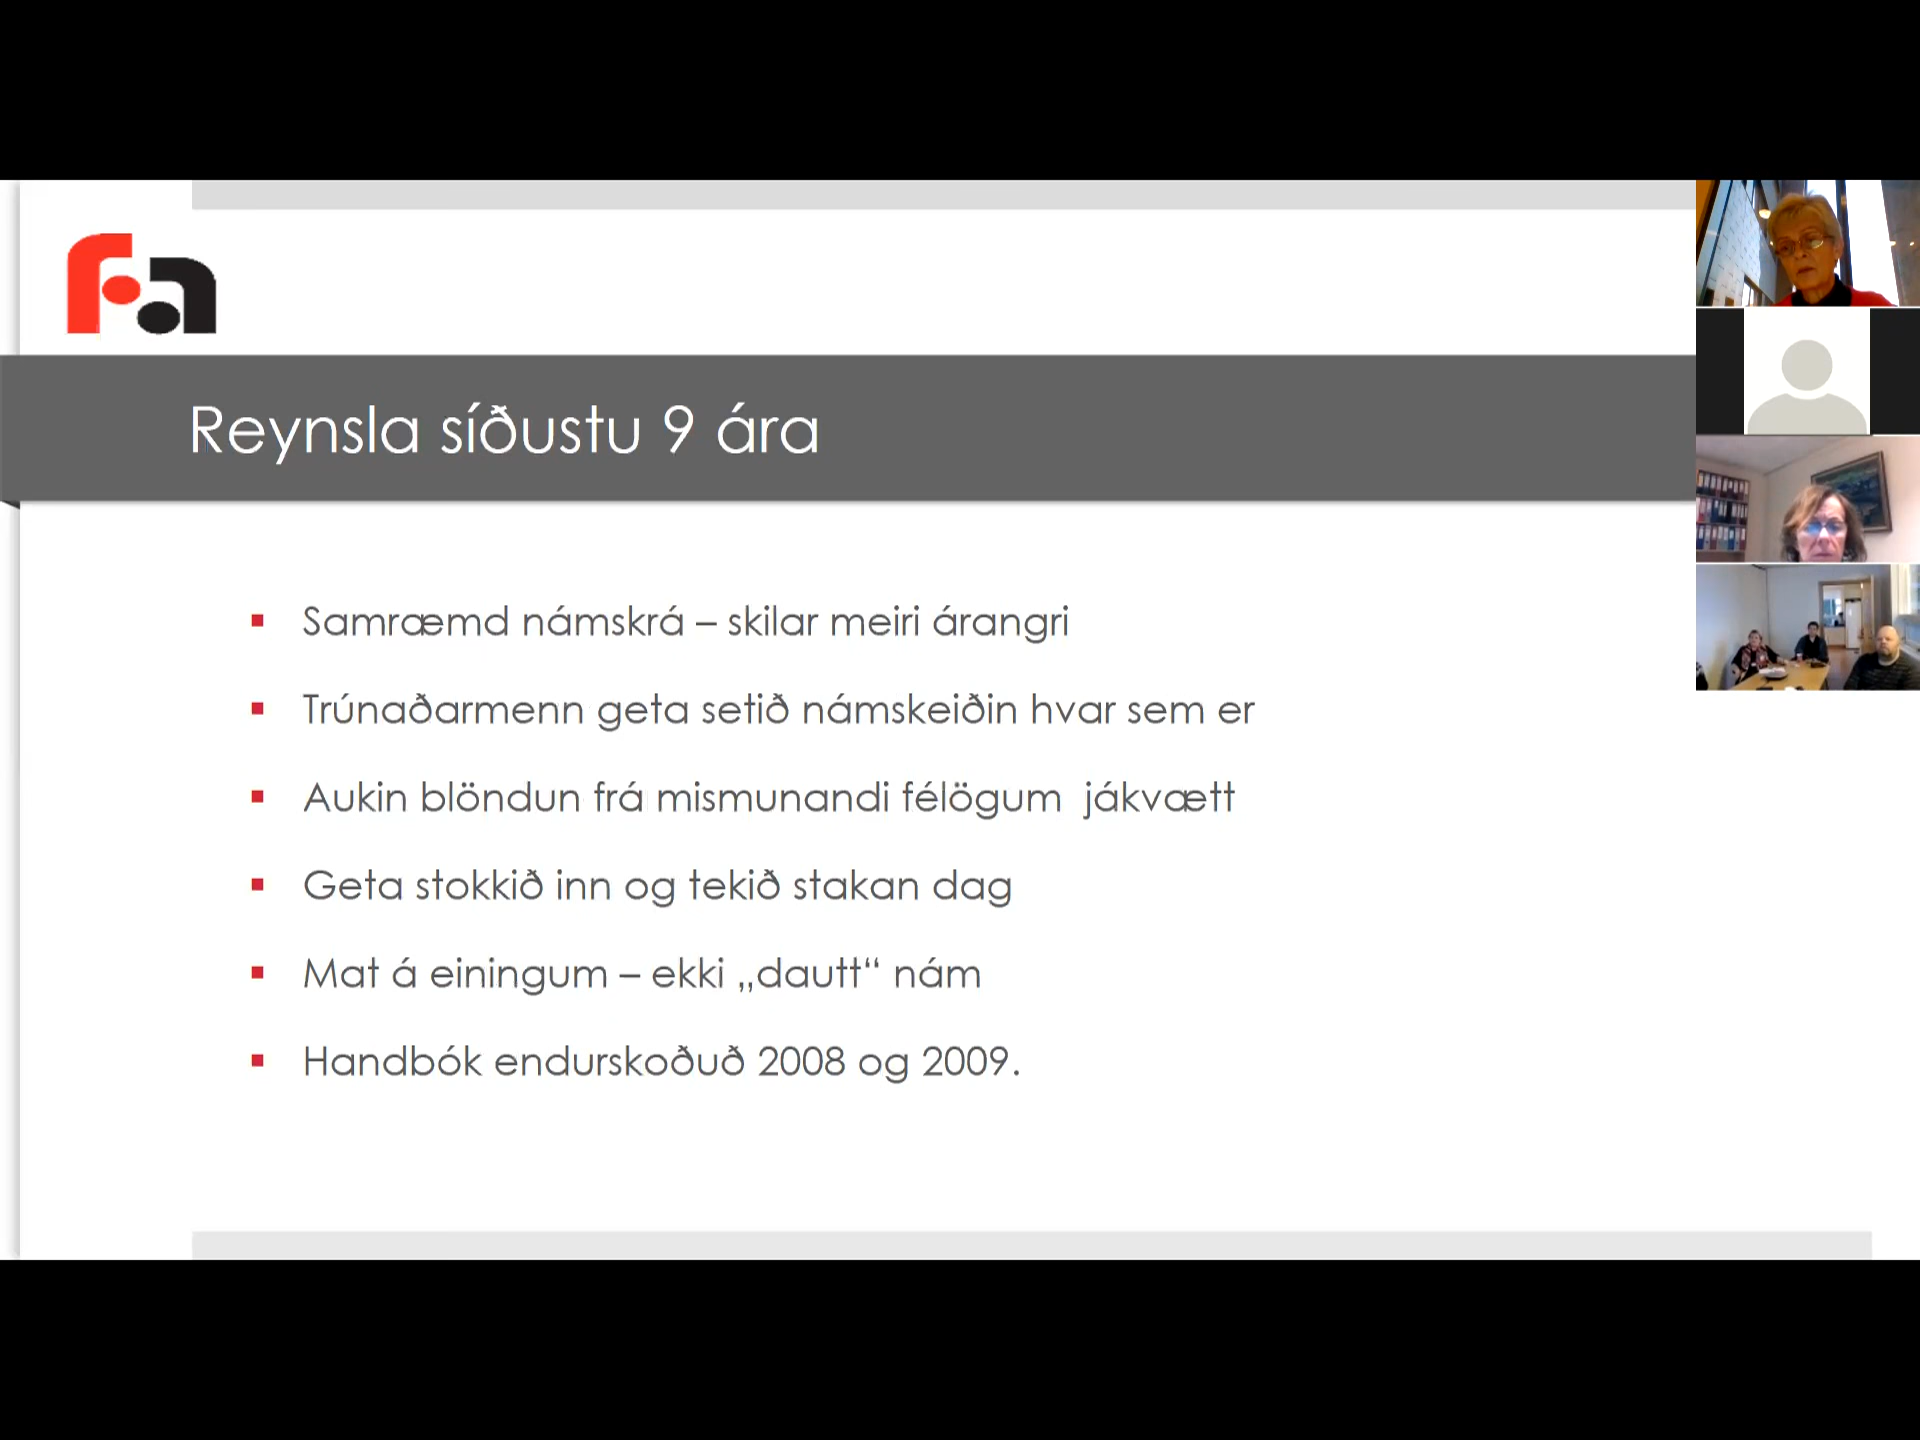 fa
Reynsla síðustu 9 ára
Samræmd námskrá – skilar meiri árangri
Trúnaðarmenn geta setið námskeiðin hvar sem er
Aukin blöndun frá mismunandi félögum  jákvætt
Geta stokkið inn og tekið stakan dag
Mat á einingum – ekki „dautt“ nám
Handbók endurskoðuð 2008 og 2009.